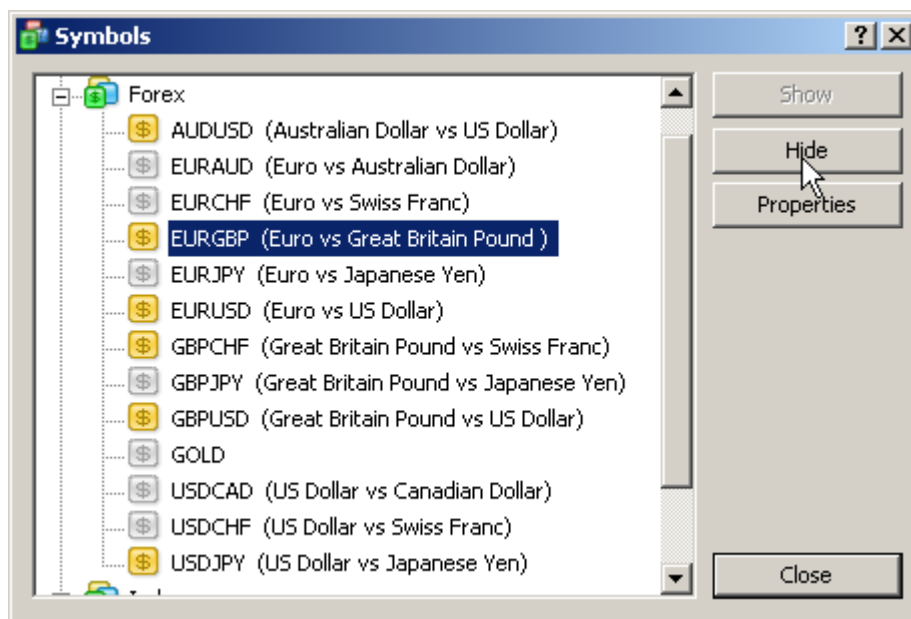 Symbols
Forex
AUDUSD (Australian Dollar vs US Dollar)
EURAUD (Euro vs Australian Dollar)
EURCHF (Euro vs Swiss Franc)
EURGBP (Euro vs Great Britain Pound )
EURJPY (Euro vs Japanese Yen)
EURUSD (Euro vs US Dollar)
GBPCHF (Great Britain Pound vs Swiss Franc)
GBPJPY (Great Britain Pound vs Japanese Yen)
GBPUSD (Great Britain Pound vs US Dollar)
GOLD
USDCAD (US Dollar vs Canadian Dollar)
USDCHF (US Dollar vs Swiss Franc)
USDJPY (US Dollar vs Japanese Yen)
Show
Hide
Properties
Close